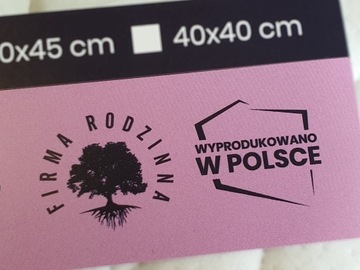 0x45 cm 40x40 cm
FIRMA RODZINNA
WYPRODUKOWANO
W POLSCE